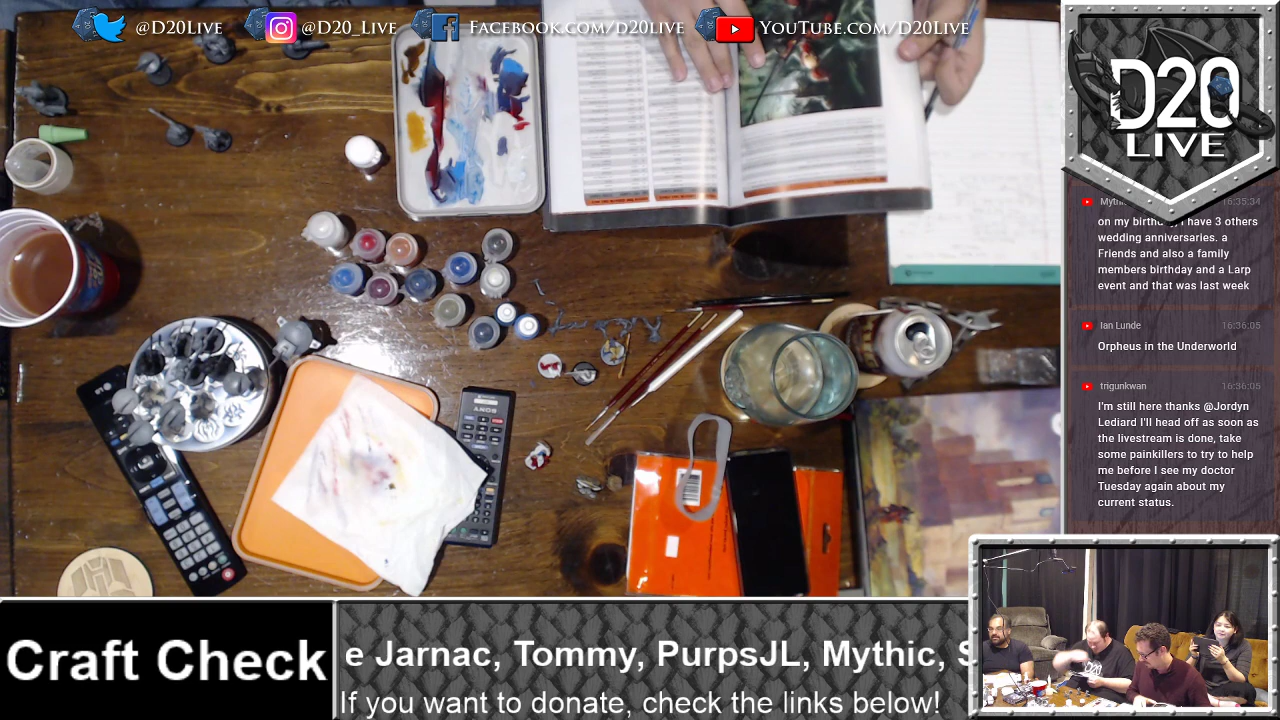 @D20Live
@D20_Live
Facebook.com/d20live
YouTube.com/D20Live
D20
LIVE
16:35:34
on my birthday, I have 3 others
wedding anniversaries. a
Friends and also a family
members birthday and a Larp
event and that was last week
Ian Lunde
16:36:05
Orpheus in the Underworld
trigunkwan
16:36:05
I'm still here thanks @Jordyn
Lediard I'll head off as soon as
the livestream is done, take
some painkillers to try to help
me before I see my doctor
Tuesday again about my
current status.
SONY
Craft Check
e Jarnac, Tommy, PurpsJL, Mythic, S
If you want to donate, check the links below!